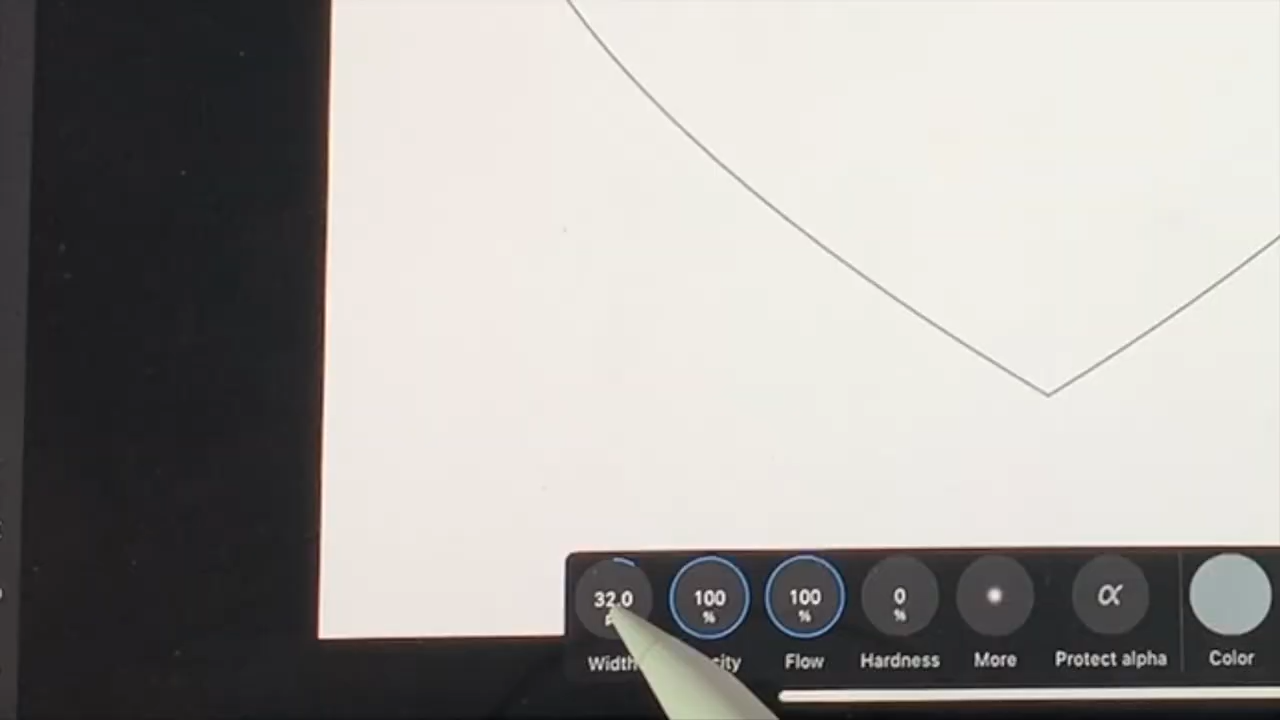 32.0 100 100 0 α
% % %
Width Flow Hardness More Protect alpha Color